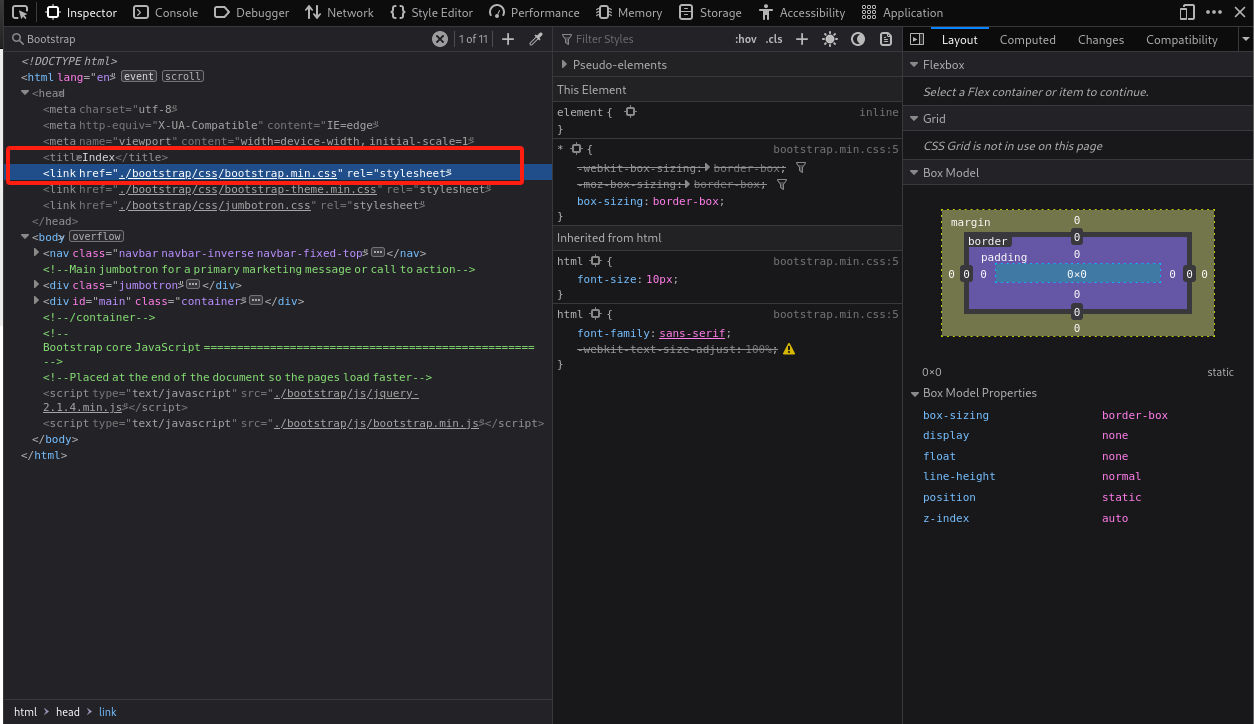 Inspector Console Debugger Network Style Editor Performance Memory Storage Accessibility Application
Bootstrap 1 of 11
<!DOCTYPE html>
<html lang="en" event scroll
<head
<meta charset="utf-8"
<meta http-equiv="X-UA-Compatible" content="IE=edge"
<meta name="viewport" content="width=device-width, initial-scale=1"
<title>Index</title>
<link href="./bootstrap/css/bootstrap.min.css" rel="stylesheet"
<link href="./bootstrap/css/bootstrap-theme.min.css" rel="stylesheet"
<link href="./bootstrap/css/jumbotron.css" rel="stylesheet"
</head>
<body overflow
<nav class="navbar navbar-inverse navbar-fixed-top" </nav>
<!--Main jumbotron for a primary marketing message or call to action-->
<div class="jumbotron" </div>
<div id="main" class="container" </div>
<!--/container-->
<!--
Bootstrap core JavaScript ==================================================
-->
<!--Placed at the end of the document so the pages load faster-->
<script type="text/javascript" src="./bootstrap/js/jquery-
2.1.4.min.js" </script>
<script type="text/javascript" src="./bootstrap/js/bootstrap.min.js" </script>
</body>
</html>
html > head > link
Filter Styles :hov .cls +
Pseudo-elements
This Element
element { inline
}
* { bootstrap.min.css:5
-webkit-box-sizing: border-box;
-moz-box-sizing: border-box;
box-sizing: border-box;
}
Inherited from html
html { bootstrap.min.css:5
font-size: 10px;
}
html { bootstrap.min.css:5
font-family: sans-serif;
-webkit-text-size-adjust: 100%;
}
Layout Computed Changes Compatibility
Flexbox
Select a Flex container or item to continue.
Grid
CSS Grid is not in use on this page
Box Model
margin 0
border 0
padding 0
0 0 0 0×0 0 0 0
0
0
0
0×0 static
Box Model Properties
box-sizing border-box
display none
float none
line-height normal
position static
z-index auto